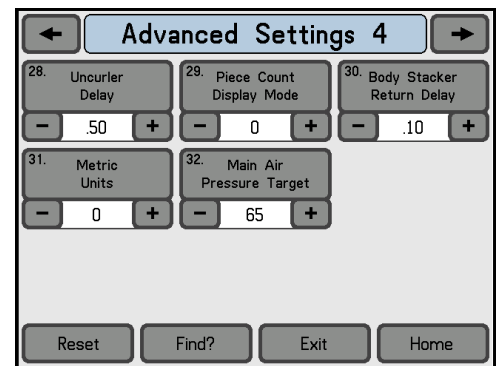 Advanced Settings 4
28. Uncurler
Delay
- .50 +
29. Piece Count
Display Mode
- 0 +
30. Body Stacker
Return Delay
- .10 +
31. Metric
Units
- 0 +
32. Main Air
Pressure Target
- 65 +
Reset
Find?
Exit
Home